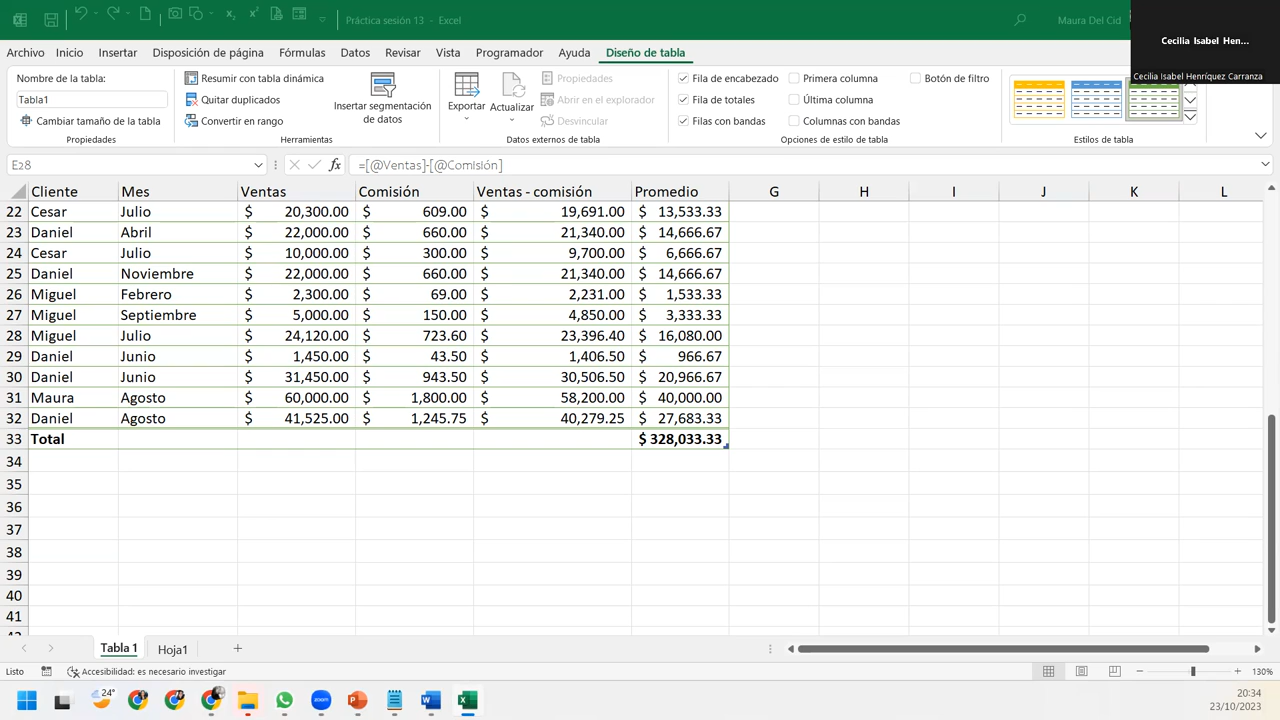 Práctica sesión 13 - Excel
Maura Del Cid
Cecilia Isabel Hen...
Cecilia Isabel Henríquez Carranza
Archivo Inicio Insertar Disposición de página Fórmulas Datos Revisar Vista Programador Ayuda Diseño de tabla
Nombre de la tabla:
Tabla1
Cambiar tamaño de la tabla
Propiedades
Resumir con tabla dinámica
Quitar duplicados
Convertir en rango
Insertar segmentación
de datos
Herramientas
Exportar
Actualizar
Propiedades
Abrir en el explorador
Desvincular
Datos externos de tabla
Fila de encabezado
Fila de totales
Filas con bandas
Primera columna
Última columna
Columnas con bandas
Botón de filtro
Opciones de estilo de tabla
Estilos de tabla
E28
fx =[@Ventas]-[@Comisión]
Cliente Mes Ventas Comisión Ventas - comisión Promedio G H I J K L
22 Cesar Julio $ 20,300.00 $ 609.00 $ 19,691.00 $ 13,533.33
23 Daniel Abril $ 22,000.00 $ 660.00 $ 21,340.00 $ 14,666.67
24 Cesar Julio $ 10,000.00 $ 300.00 $ 9,700.00 $ 6,666.67
25 Daniel Noviembre $ 22,000.00 $ 660.00 $ 21,340.00 $ 14,666.67
26 Miguel Febrero $ 2,300.00 $ 69.00 $ 2,231.00 $ 1,533.33
27 Miguel Septiembre $ 5,000.00 $ 150.00 $ 4,850.00 $ 3,333.33
28 Miguel Julio $ 24,120.00 $ 723.60 $ 23,396.40 $ 16,080.00
29 Daniel Junio $ 1,450.00 $ 43.50 $ 1,406.50 $ 966.67
30 Daniel Junio $ 31,450.00 $ 943.50 $ 30,506.50 $ 20,966.67
31 Maura Agosto $ 60,000.00 $ 1,800.00 $ 58,200.00 $ 40,000.00
32 Daniel Agosto $ 41,525.00 $ 1,245.75 $ 40,279.25 $ 27,683.33
33 Total $ 328,033.33
34
35
36
37
38
39
40
41
Tabla 1 Hoja1
Listo Accesibilidad: es necesario investigar 130%
24°
zoom
20:34
23/10/2023